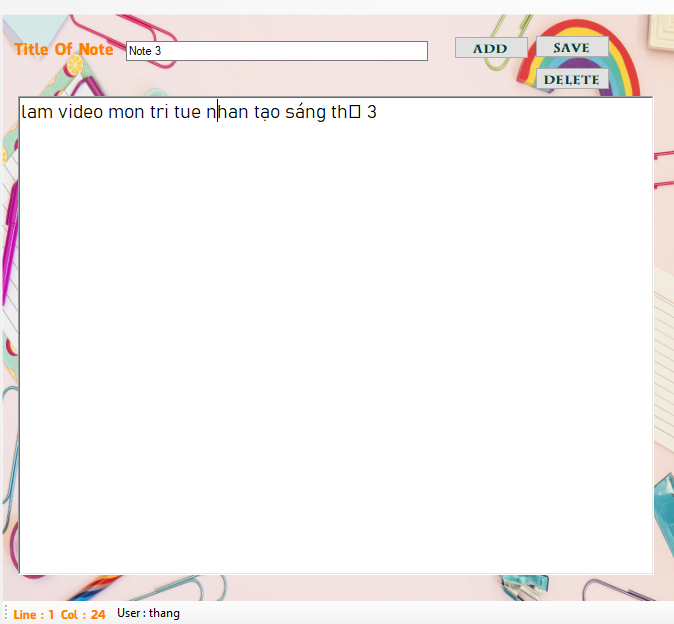 Title Of Note Note 3 ADD SAVE
DELETE
lam video mon tri tue nhan tạo sáng th□ 3
Line : 1 Col : 24 User : thang